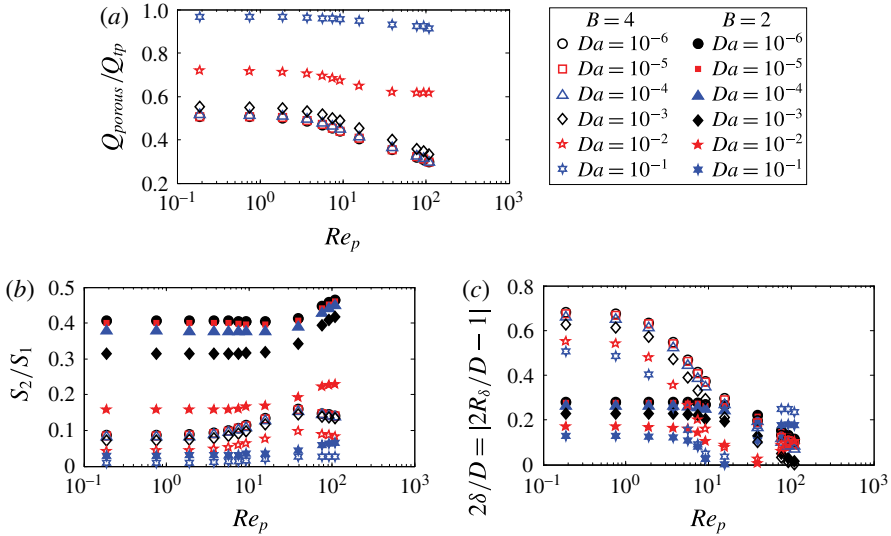 (a)
1.0
0.8
0.6
0.4
0.2
Q_porous/Q_tp
10^-1 10^0 10^1 10^2 10^3
Re_p
B = 4 B = 2
Da = 10^-6 Da = 10^-6
Da = 10^-5 Da = 10^-5
Da = 10^-4 Da = 10^-4
Da = 10^-3 Da = 10^-3
Da = 10^-2 Da = 10^-2
Da = 10^-1 Da = 10^-1
(b)
0.5
0.4
0.3
0.2
0.1
0
S_2/S_1
10^-1 10^0 10^1 10^2 10^3
Re_p
(c)
0.8
0.6
0.4
0.2
0
2δ/D = |2R_δ/D − 1|
10^-1 10^0 10^1 10^2 10^3
Re_p